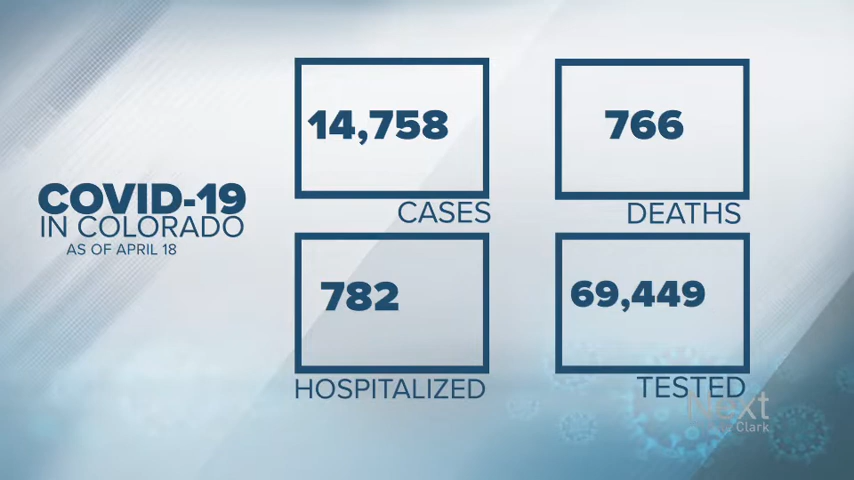 COVID-19
IN COLORADO
AS OF APRIL 18
14,758
CASES
766
DEATHS
782
HOSPITALIZED
69,449
TESTED
Next
Clark